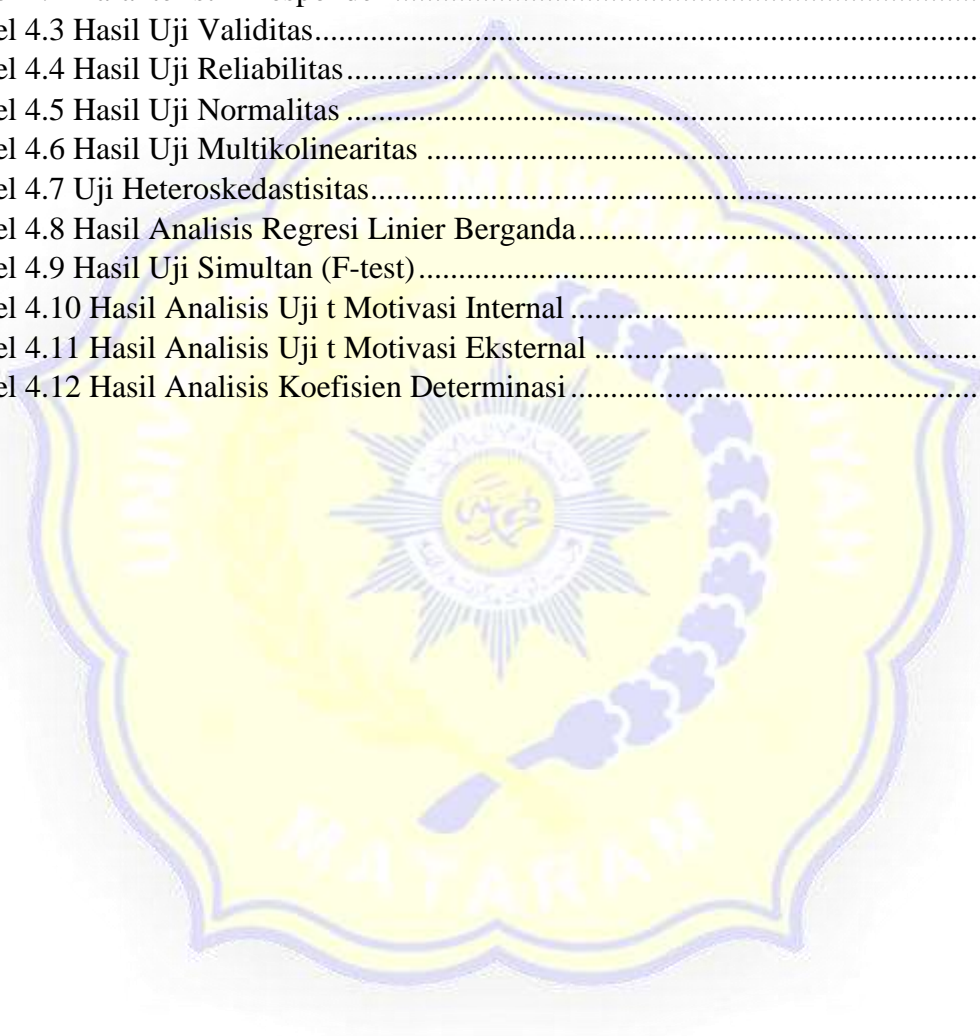 el 4.3 Hasil Uji Validitas................................................................................
el 4.4 Hasil Uji Reliabilitas............................................................................
el 4.5 Hasil Uji Normalitas ............................................................................
el 4.6 Hasil Uji Multikolinearitas ..................................................................
el 4.7 Uji Heteroskedastisitas.........................................................................
el 4.8 Hasil Analisis Regresi Linier Berganda................................................
el 4.9 Hasil Uji Simultan (F-test)...................................................................
el 4.10 Hasil Analisis Uji t Motivasi Internal.................................................
el 4.11 Hasil Analisis Uji t Motivasi Eksternal ..............................................
el 4.12 Hasil Analisis Koefisien Determinasi.................................................
UNIVERSITAS MUHAMMADIYAH
MATARAM